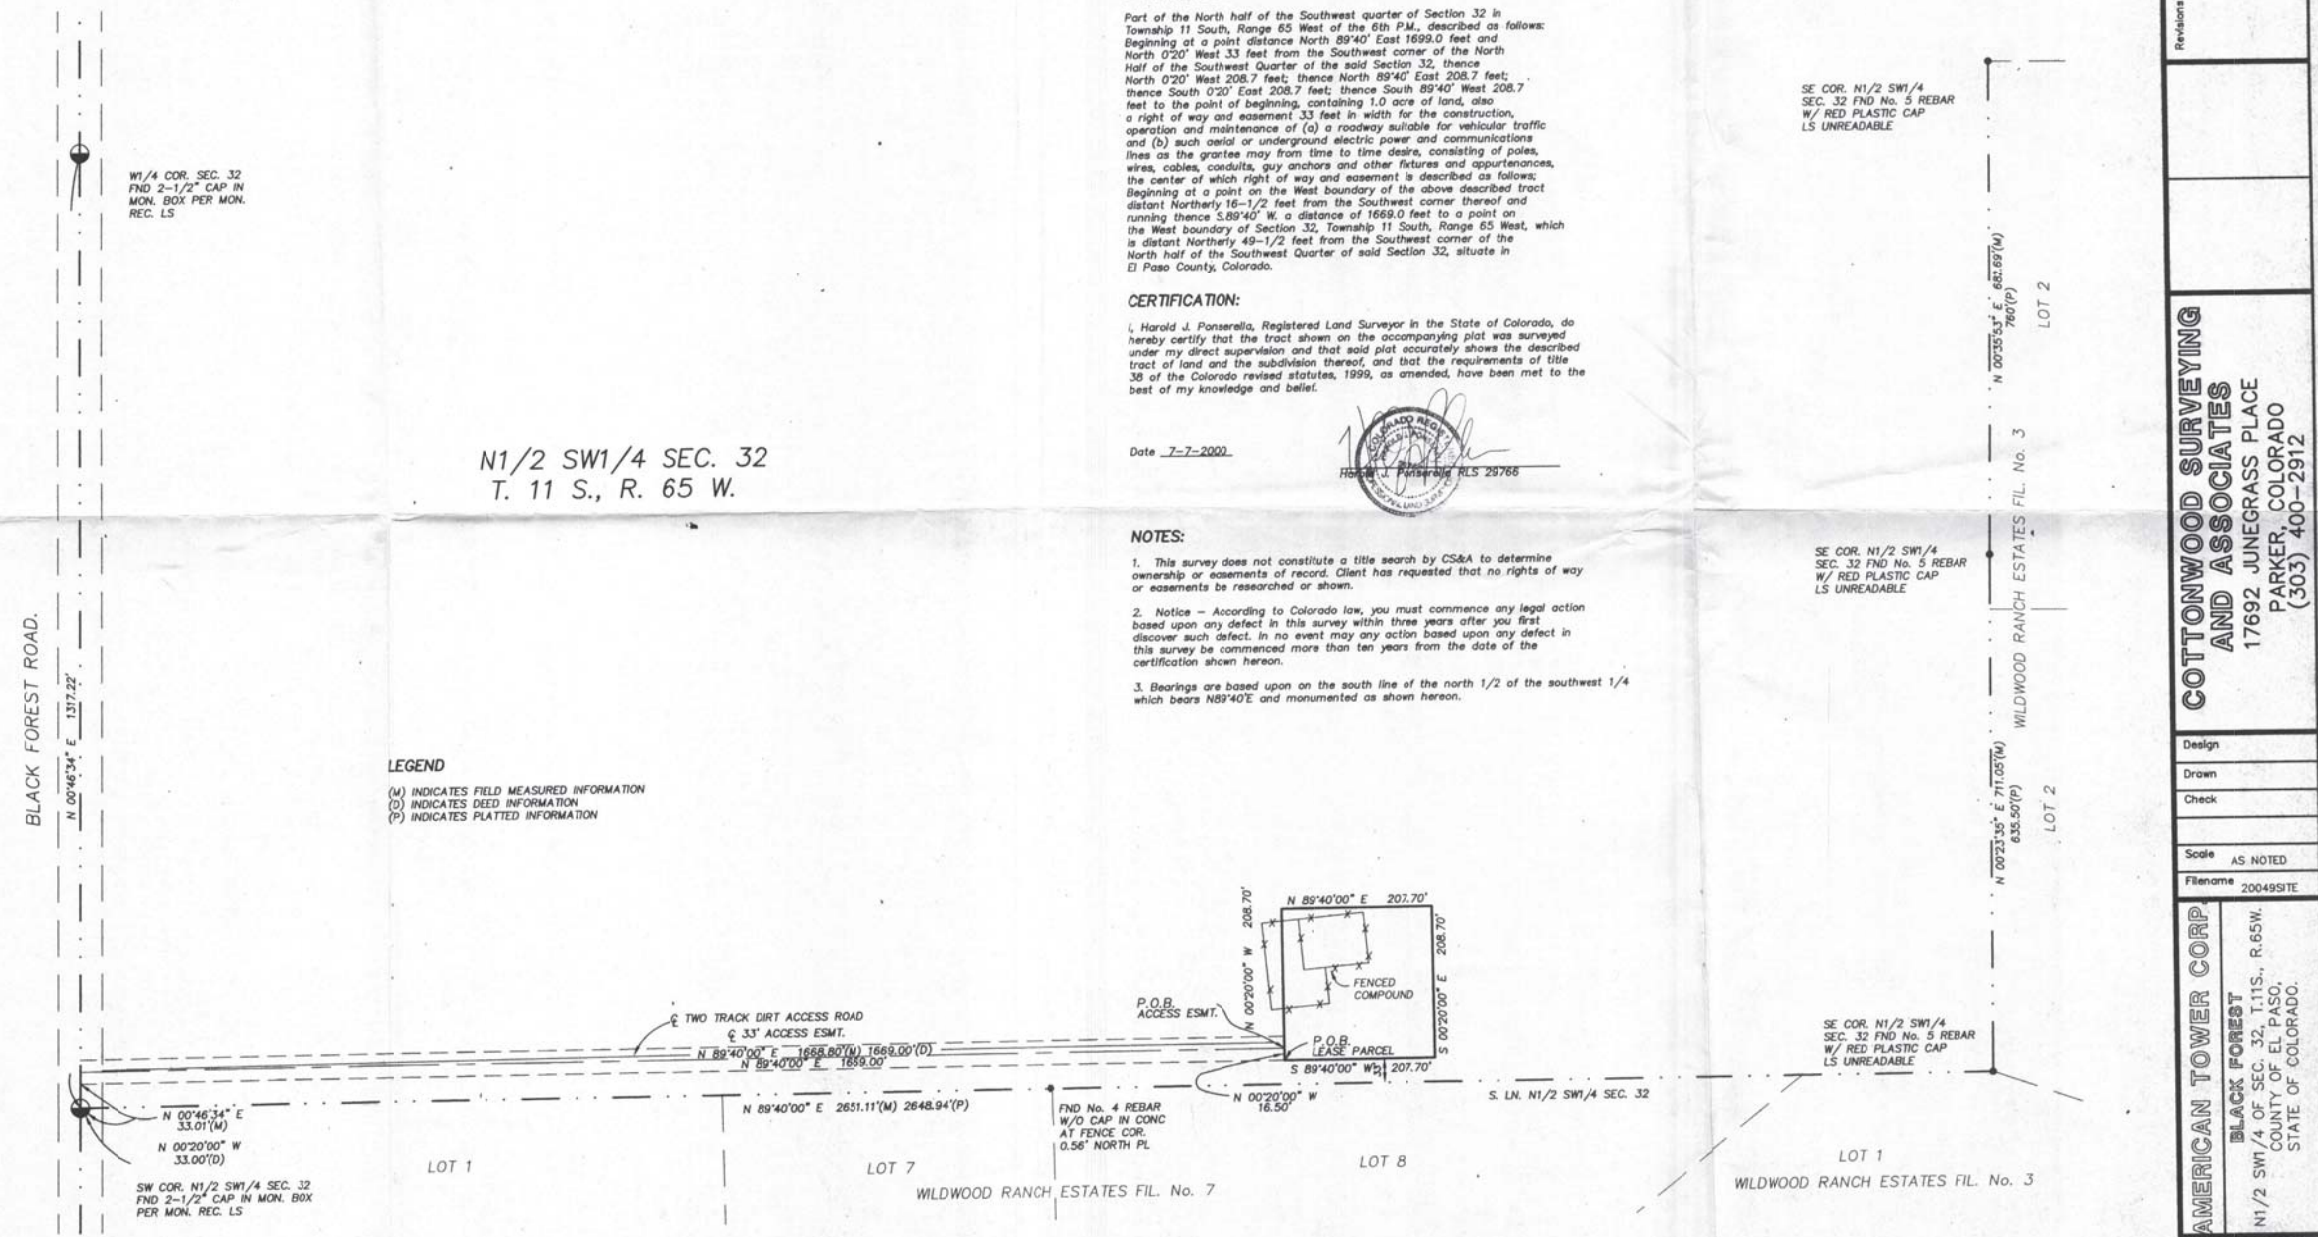 Part of the North half of the Southwest quarter of Section 32 in
Township 11 South, Range 65 West of the 6th P.M., described as follows:
Beginning at a point distance North 89°40' East 1699.0 feet and
North 0°20' West 33 feet from the Southwest corner of the North
Half of the Southwest Quarter of the said Section 32, thence
North 0°20' West 208.7 feet; thence North 89°40' East 208.7 feet;
thence South 0°20' East 208.7 feet; thence South 89°40' West 208.7
feet to the point of beginning, containing 1.0 acre of land, also
a right of way and easement 33 feet in width for the construction,
operation and maintenance of (a) a roadway suitable for vehicular traffic
and (b) such aerial or underground electric power and communications
lines as the grantee may from time to time desire, consisting of poles,
wires, cables, conduits, guy anchors and other fixtures and appurtenances,
the center of which right of way and easement is described as follows;
Beginning at a point on the West boundary of the above described tract
distant Northerly 16-1/2 feet from the Southwest corner thereof and
running thence S.89°40' W. a distance of 1669.0 feet to a point on
the West boundary of Section 32, Township 11 South, Range 65 West, which
is distant Northerly 49-1/2 feet from the Southwest corner of the
North half of the Southwest Quarter of said Section 32, situate in
El Paso County, Colorado.
CERTIFICATION:
I, Harold J. Ponserella, Registered Land Surveyor in the State of Colorado, do
hereby certify that the tract shown on the accompanying plat was surveyed
under my direct supervision and that said plat accurately shows the described
tract of land and the subdivision thereof, and that the requirements of title
38 of the Colorado revised statutes, 1999, as amended, have been met to the
best of my knowledge and belief.
Date 7-7-2000
Harold J. Ponserella RLS 29766
NOTES:
1. This survey does not constitute a title search by CS&A to determine
ownership or easements of record. Client has requested that no rights of way
or easements be researched or shown.
2. Notice - According to Colorado law, you must commence any legal action
based upon any defect in this survey within three years after you first
discover such defect. In no event may any action based upon any defect in
this survey be commenced more than ten years from the date of the
certification shown hereon.
3. Bearings are based upon on the south line of the north 1/2 of the southwest 1/4
which bears N89°40'E and monumented as shown hereon.
W1/4 COR. SEC. 32
FND 2-1/2" CAP IN
MON. BOX PER MON.
REC. LS
N1/2 SW1/4 SEC. 32
T. 11 S., R. 65 W.
BLACK FOREST ROAD.
N 00°46'34" E 1317.22'
LEGEND
(M) INDICATES FIELD MEASURED INFORMATION
(D) INDICATES DEED INFORMATION
(P) INDICATES PLATTED INFORMATION
SE COR. N1/2 SW1/4
SEC. 32 FND No. 5 REBAR
W/ RED PLASTIC CAP
LS UNREADABLE
N 00°35'53" E 682.69'(M)
760'(P)
LOT 2
WILDWOOD RANCH ESTATES FIL. No. 3
SE COR. N1/2 SW1/4
SEC. 32 FND No. 5 REBAR
W/ RED PLASTIC CAP
LS UNREADABLE
N 00°23'35" E 711.05'(M)
635.50'(P)
LOT 2
SE COR. N1/2 SW1/4
SEC. 32 FND No. 5 REBAR
W/ RED PLASTIC CAP
LS UNREADABLE
N 89°40'00" E 207.70'
N 00°20'00" W 208.70'
S 00°20'00" E 208.70'
FENCED
COMPOUND
P.O.B.
ACCESS ESMT.
P.O.B.
LEASE PARCEL
S 89°40'00" W 207.70'
℄ TWO TRACK DIRT ACCESS ROAD
℄ 33' ACCESS ESMT.
N 89°40'00" E 1668.80'(M) 1669.00'(D)
N 89°40'00" E 1659.00'
N 89°40'00" E 2651.11'(M) 2648.94'(P)
N 00°46'34" E
33.01'(M)
N 00°20'00" W
33.00'(D)
SW COR. N1/2 SW1/4 SEC. 32
FND 2-1/2" CAP IN MON. BOX
PER MON. REC. LS
FND No. 4 REBAR
W/O CAP IN CONC
AT FENCE COR.
0.56' NORTH PL
N 00°20'00" W
16.50'
S. LN. N1/2 SW1/4 SEC. 32
LOT 1
LOT 7
LOT 8
WILDWOOD RANCH ESTATES FIL. No. 7
LOT 1
WILDWOOD RANCH ESTATES FIL. No. 3
Revisions
COTTONWOOD SURVEYING
AND ASSOCIATES
17692 JUNEGRASS PLACE
PARKER, COLORADO
(303) 400-2912
Design
Drawn
Check
Scale AS NOTED
Filename 20049SITE
AMERICAN TOWER CORP.
BLACK FOREST
N1/2 SW1/4 OF SEC. 32, T.11S., R.65W.
COUNTY OF EL PASO,
STATE OF COLORADO.